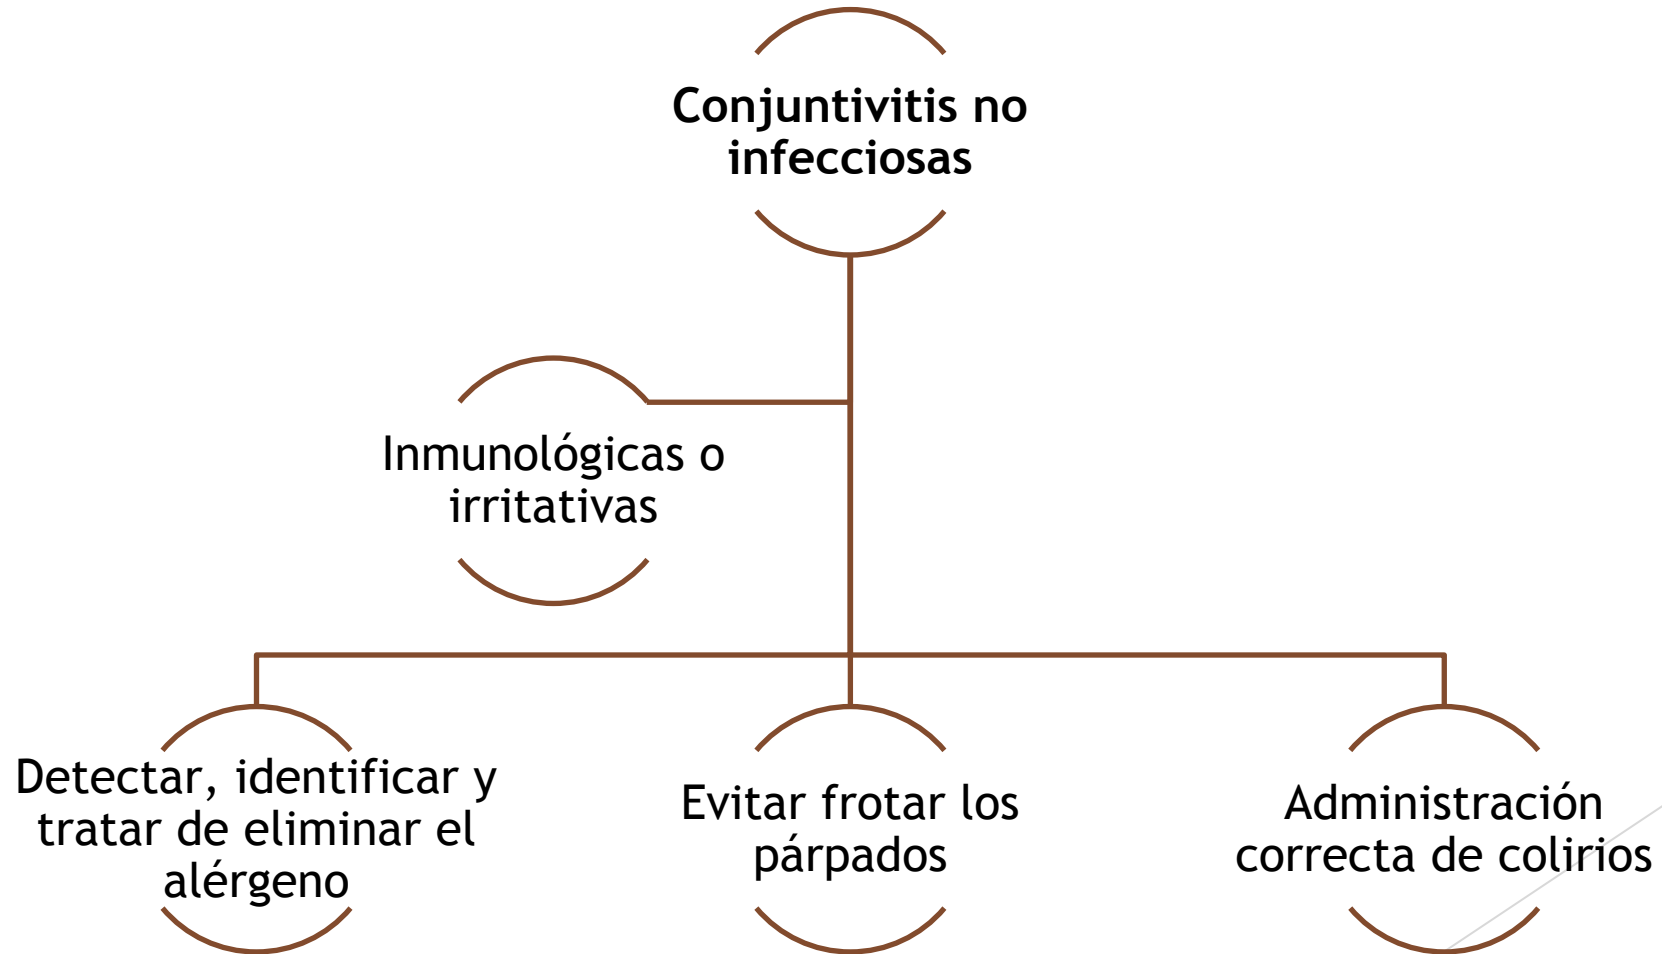 Conjuntivitis no
infecciosas
Inmunológicas o
irritativas
Detectar, identificar y
tratar de eliminar el
alérgeno
Evitar frotar los
párpados
Administración
correcta de colirios